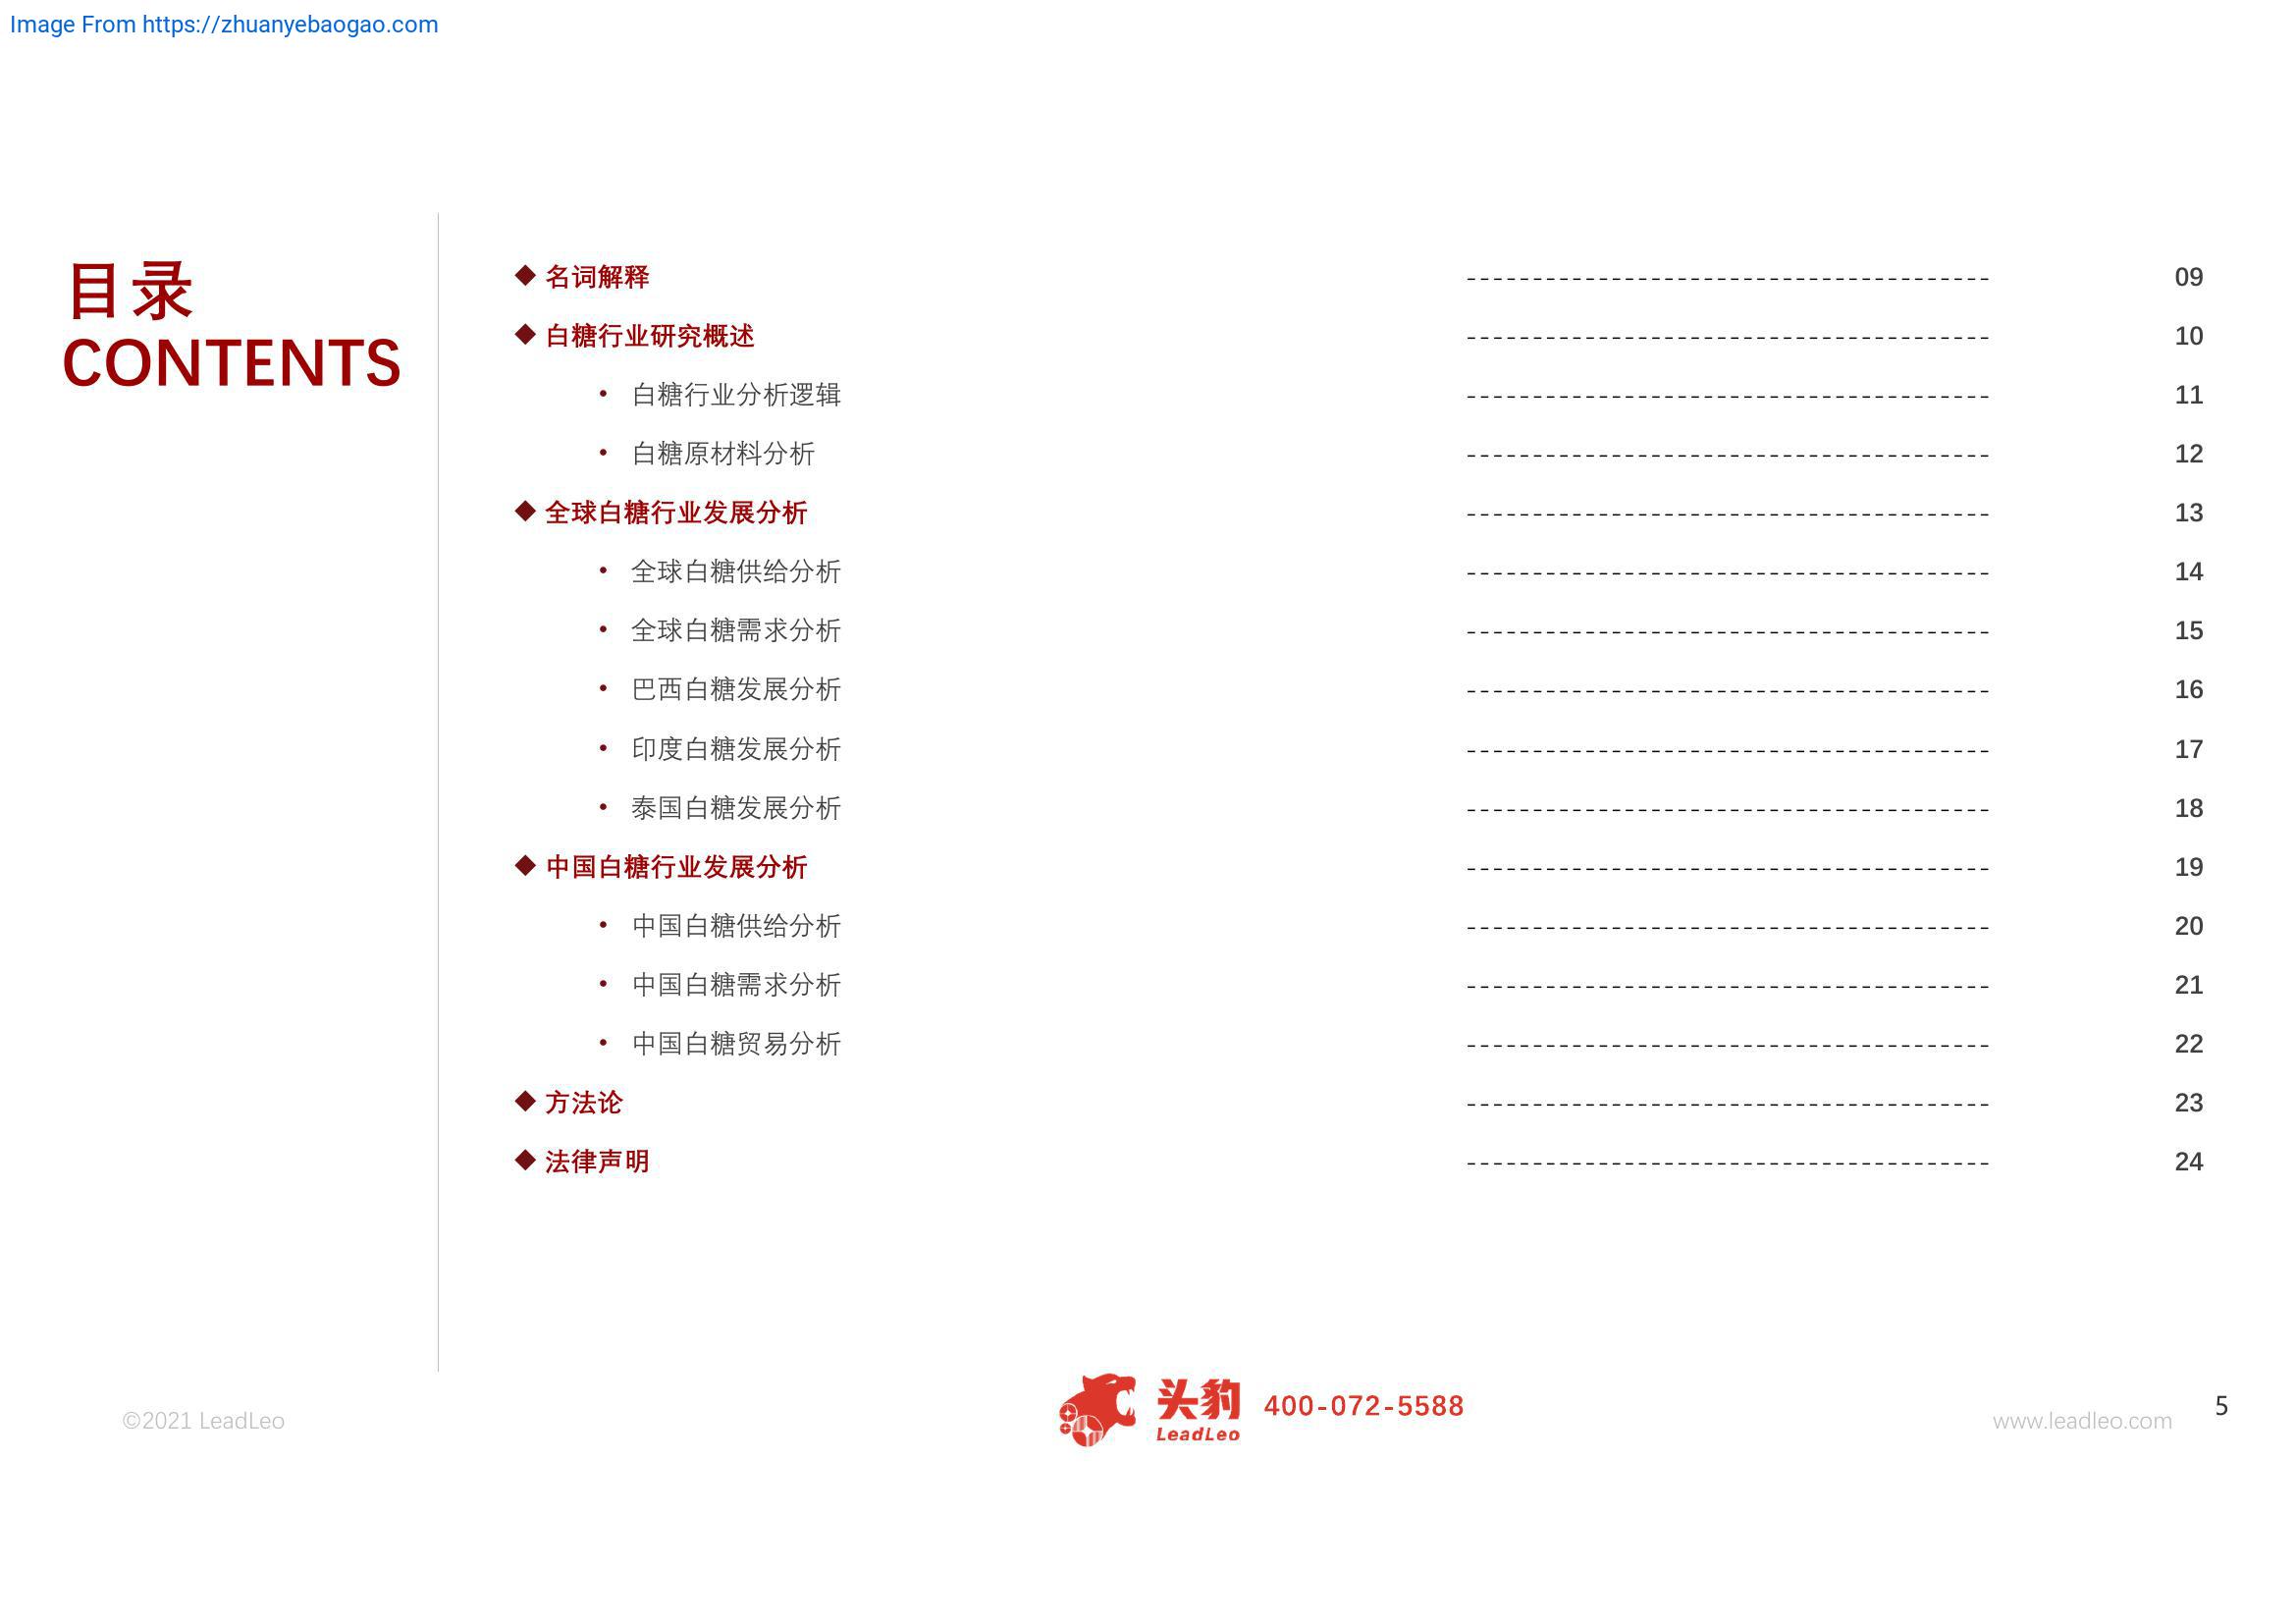 Image From https://zhuanyebaogao.com
目录
CONTENTS
◆ 名词解释 ---------------------------------------- 09
◆ 白糖行业研究概述 ---------------------------------------- 10
• 白糖行业分析逻辑 ---------------------------------------- 11
• 白糖原材料分析 ---------------------------------------- 12
◆ 全球白糖行业发展分析 ---------------------------------------- 13
• 全球白糖供给分析 ---------------------------------------- 14
• 全球白糖需求分析 ---------------------------------------- 15
• 巴西白糖发展分析 ---------------------------------------- 16
• 印度白糖发展分析 ---------------------------------------- 17
• 泰国白糖发展分析 ---------------------------------------- 18
◆ 中国白糖行业发展分析 ---------------------------------------- 19
• 中国白糖供给分析 ---------------------------------------- 20
• 中国白糖需求分析 ---------------------------------------- 21
• 中国白糖贸易分析 ---------------------------------------- 22
◆ 方法论 ---------------------------------------- 23
◆ 法律声明 ---------------------------------------- 24
©2021 LeadLeo
头豹
LeadLeo
400-072-5588
www.leadleo.com
5